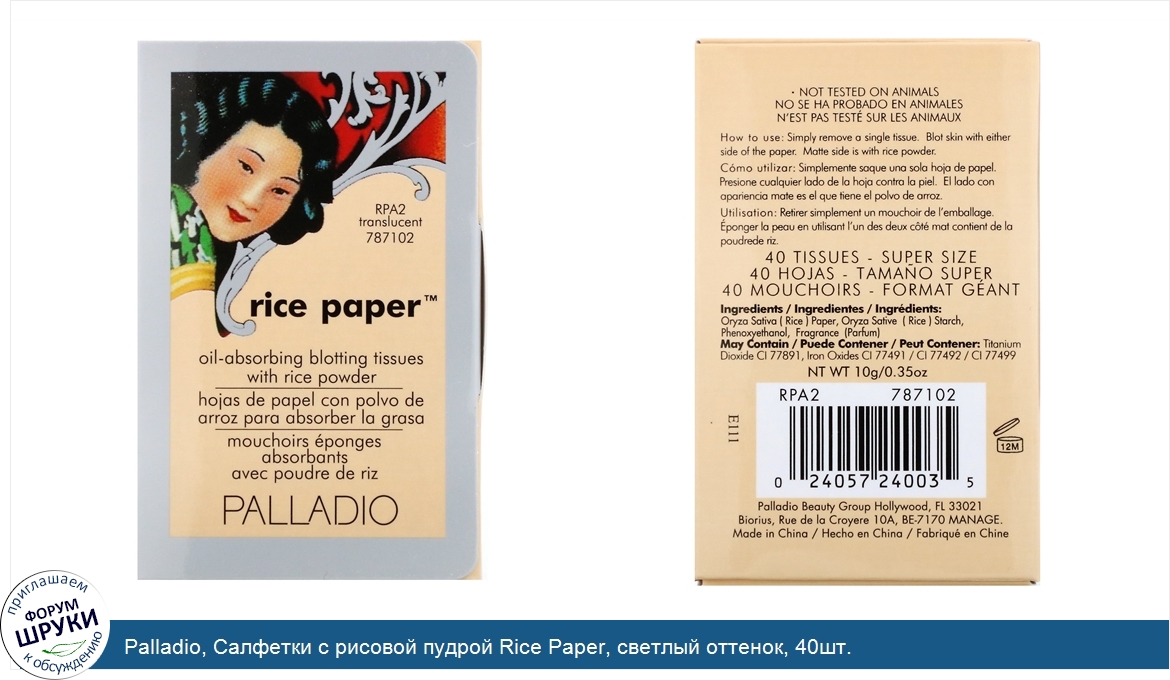 RPA2
translucent
787102
rice paper™
oil-absorbing blotting tissues
with rice powder
hojas de papel con polvo de
arroz para absorber la grasa
mouchoirs éponges
absorbants
avec poudre de riz
PALLADIO
· NOT TESTED ON ANIMALS
NO SE HA PROBADO EN ANIMALES
N'EST PAS TESTÉ SUR LES ANIMAUX
How to use: Simply remove a single tissue. Blot skin with either
side of the paper. Matte side is with rice powder.
Cómo utilizar: Simplemente saque una sola hoja de papel.
Presione cualquier lado de la hoja contra la piel. El lado con
apariencia mate es el que tiene el polvo de arroz.
Utilisation: Retirer simplement un mouchoir de l'emballage.
Éponger la peau en utilisant l'un des deux côté mat contient de la
poudrede riz.
40 TISSUES - SUPER SIZE
40 HOJAS - TAMAÑO SUPER
40 MOUCHOIRS - FORMAT GÉANT
Ingredients / Ingredientes / Ingrédients:
Oryza Sativa ( Rice ) Paper, Oryza Sative ( Rice ) Starch,
Phenoxyethanol, Fragrance (Parfum)
May Contain / Puede Contener / Peut Contener: Titanium
Dioxide CI 77891, Iron Oxides CI 77491 / CI 77492 / CI 77499
NT WT 10g/0.35oz
RPA2 787102
E111
12M
0 24057 24003 5
Palladio Beauty Group Hollywood, FL 33021
Biorius, Rue de la Croyere 10A, BE-7170 MANAGE.
Made in China / Hecho en China / Fabriqué en Chine
приглашаем
ФОРУМ
ШРУКИ
к обсуждению
Palladio, Салфетки с рисовой пудрой Rice Paper, светлый оттенок, 40шт.